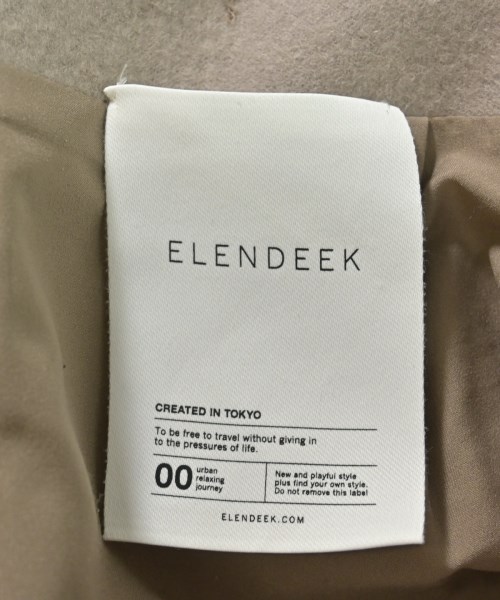 ELENDEEK
CREATED IN TOKYO
To be free to travel without giving in
to the pressures of life.
00
urban
relaxing
journey
New and playful style
plus find your own style.
Do not remove this label
ELENDEEK.COM